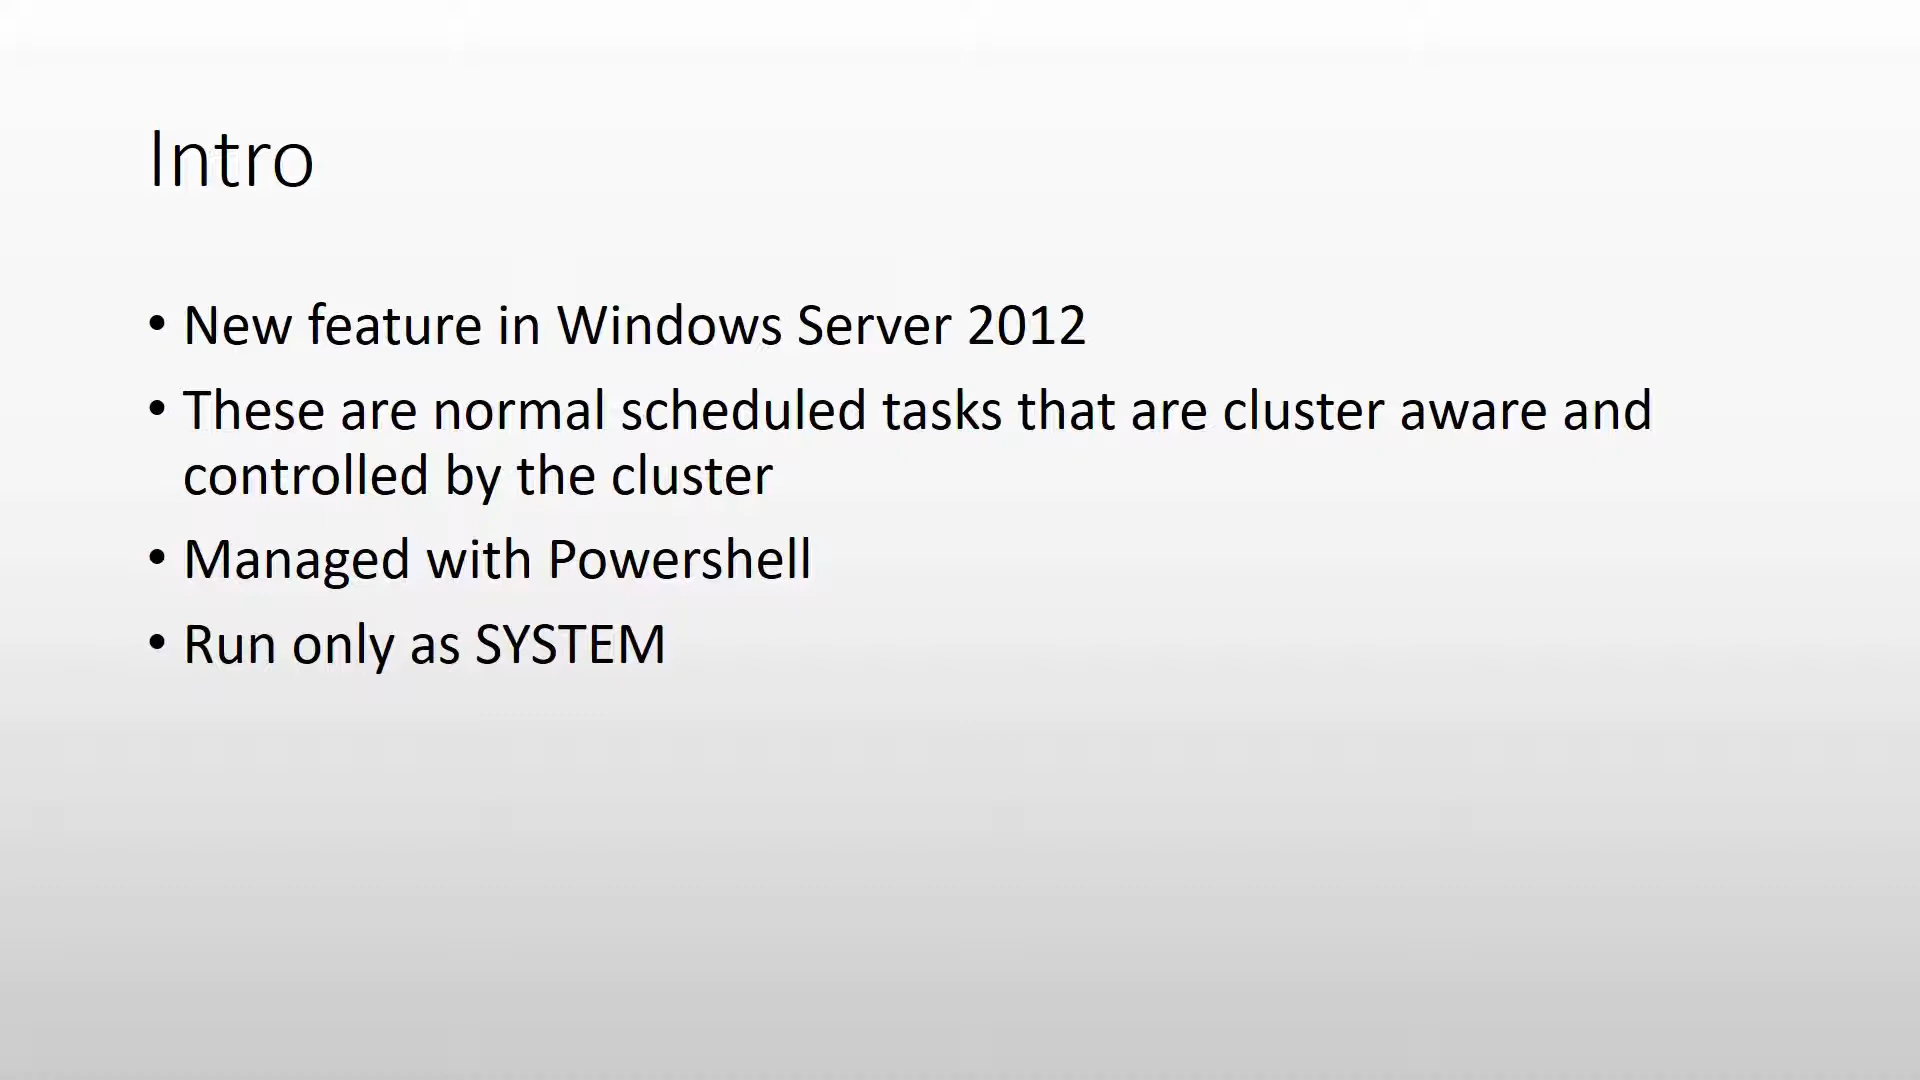 Intro
• New feature in Windows Server 2012
• These are normal scheduled tasks that are cluster aware and
controlled by the cluster
• Managed with Powershell
• Run only as SYSTEM